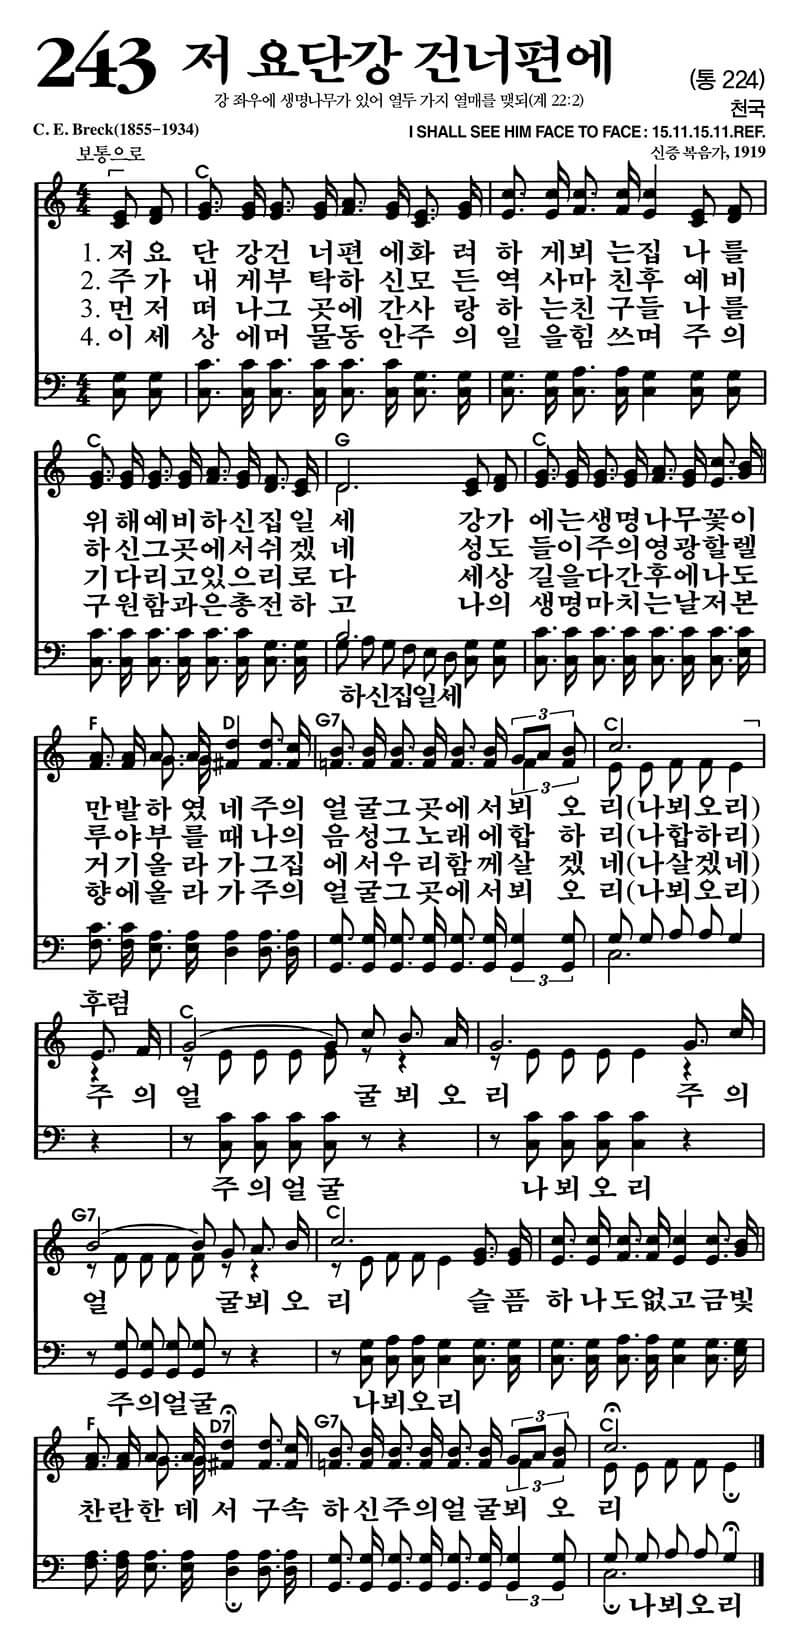 243 저 요단강 건너편에 (통 224)
강 좌우에 생명나무가 있어 열두 가지 열매를 맺되(계 22:2)
천국
C. E. Breck(1855-1934) I SHALL SEE HIM FACE TO FACE : 15.11.15.11.REF.
보통으로 신증 복음가, 1919
C
1. 저 요 단 강건 너편 에화 려 하 게뵈 는집 나 를
2. 주 가 내 게부 탁하 신모 든 역 사마 친후 예 비
3. 먼 저 떠 나그 곳에 간사 랑 하 는친 구들 나 를
4. 이 세 상 에머 물동 안주 의 일 을힘 쓰며 주 의
C G C
위 해예비하신집일 세 강가 에는생명나무꽃이
하 신그곳에서쉬겠 네 성도 들이주의영광할렐
기 다리고있으리로 다 세상 길을다간후에나도
구 원함과은총전하 고 나의 생명마치는날저본
하신집일세
F D G7 3 C
3
만발하 였 네주의 얼 굴그 곳에서뵈 오 리(나뵈오리)
루야부 를 때나의 음 성그노래에합 하 리(나합하리)
거기올 라 가그집 에서우리함께살 겠 네(나살겠네)
향에올 라 가주의 얼 굴그곳에서뵈 오 리(나뵈오리)
3
후렴
C
주 의 얼 굴 뵈 오 리 주 의
주의얼 굴 나 뵈 오 리
G7 C
얼 굴뵈 오 리 슬 픔 하 나도없고금빛
주의얼굴 나뵈오리
F D7 G7 3 C
3
찬란한 데 서 구속 하 신주의얼굴뵈 오 리
3
나뵈오리